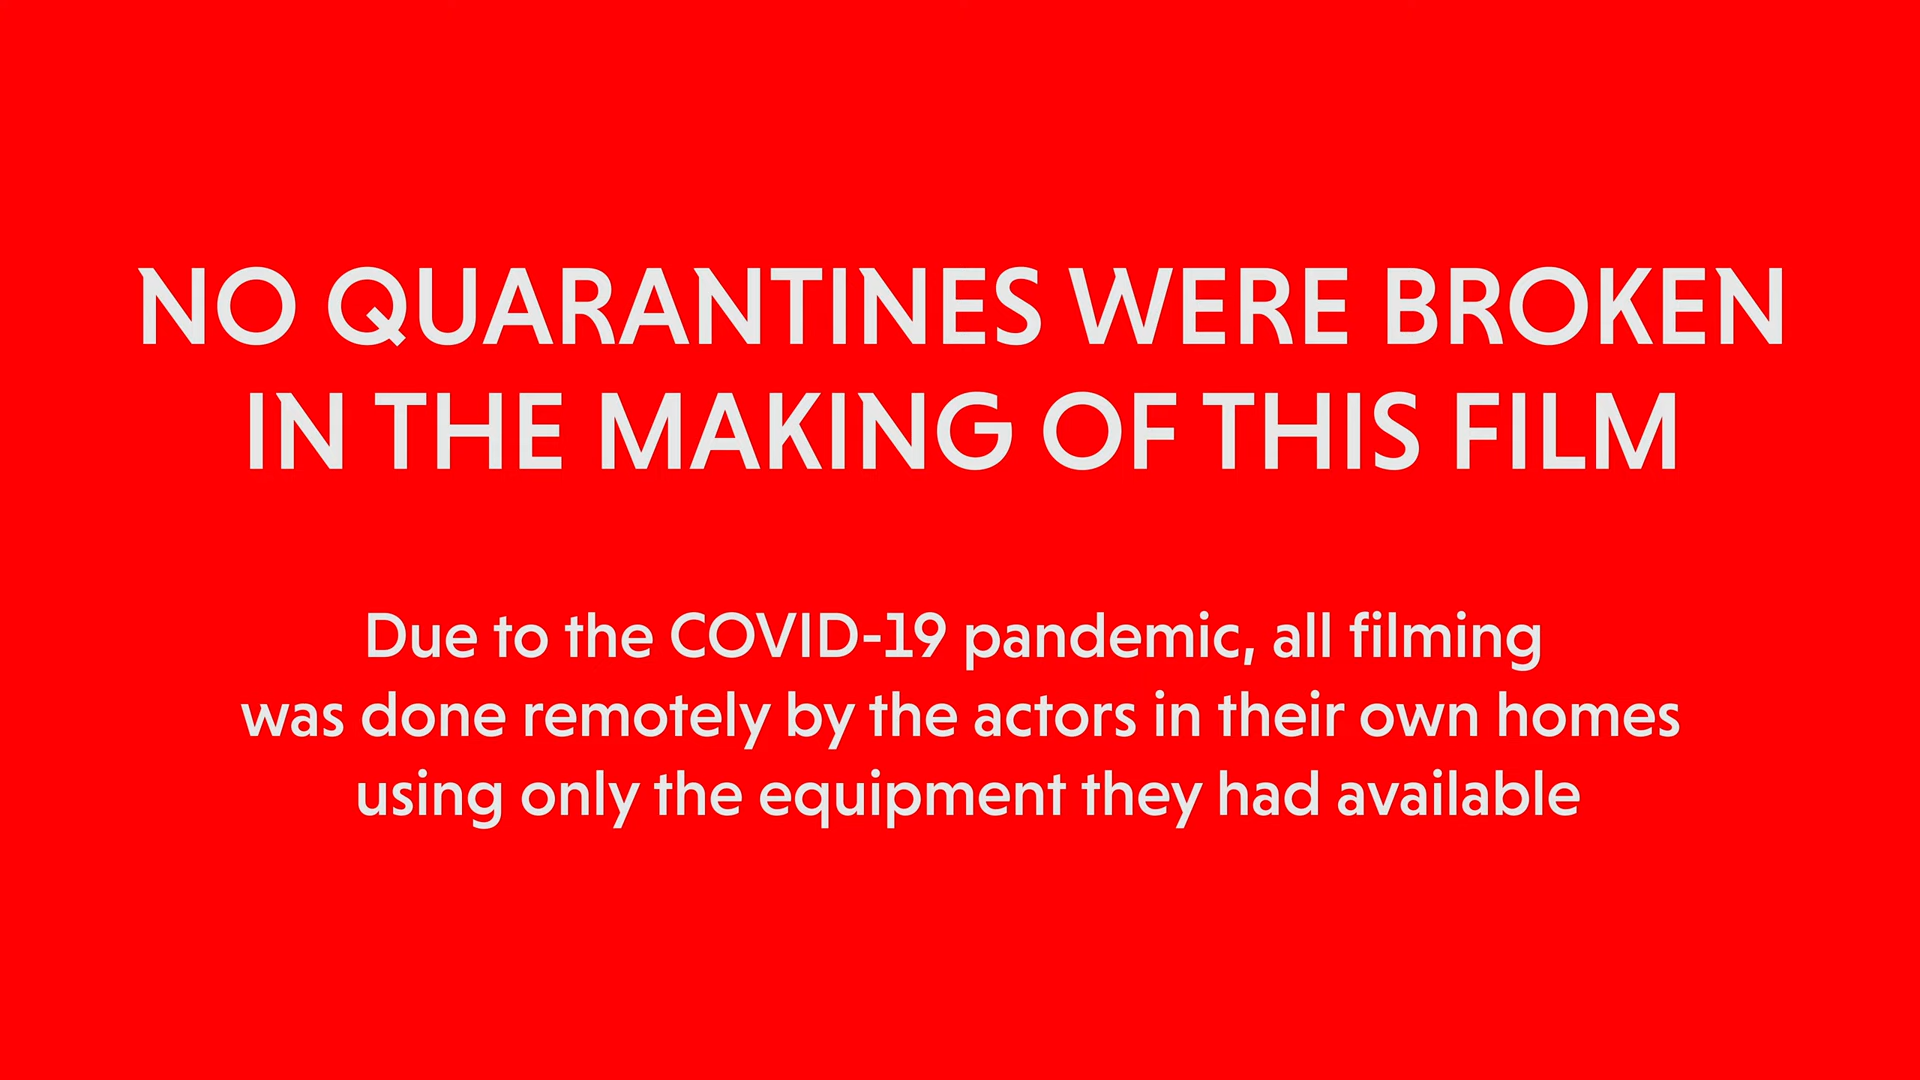 NO QUARANTINES WERE BROKEN
IN THE MAKING OF THIS FILM
Due to the COVID-19 pandemic, all filming
was done remotely by the actors in their own homes
using only the equipment they had available